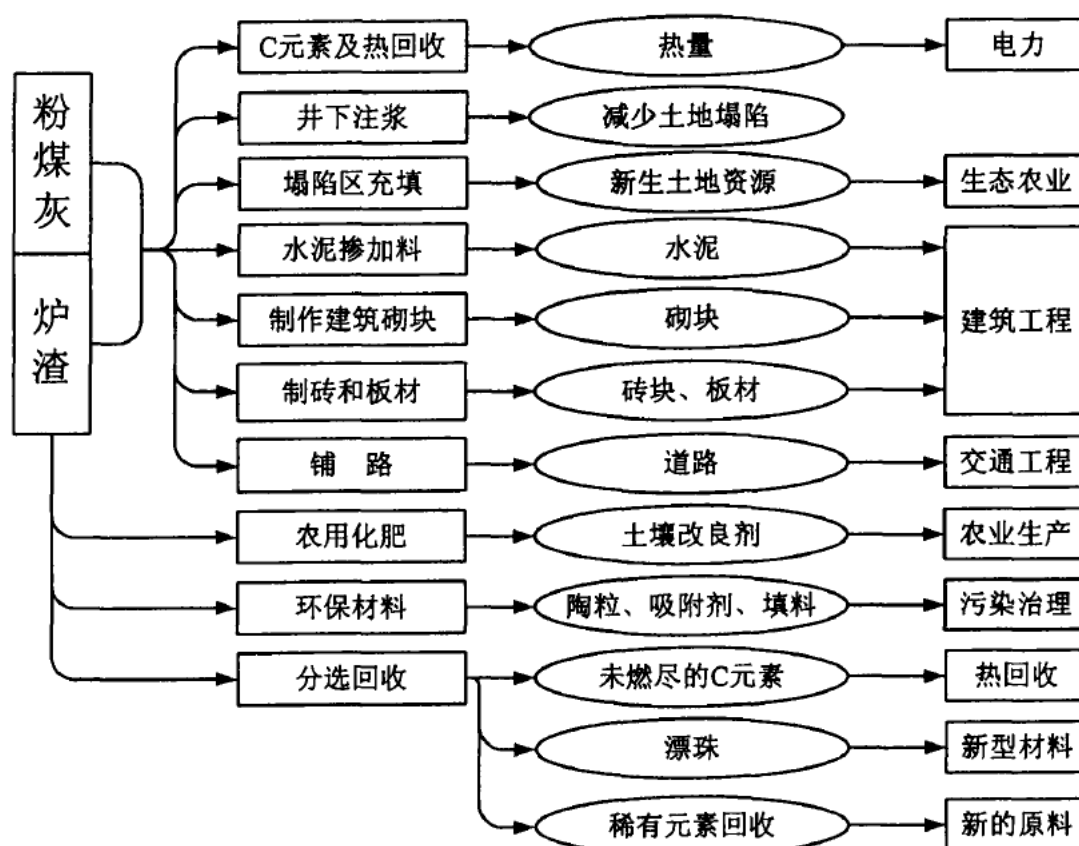 粉煤灰
炉渣
C元素及热回收
热量
电力
井下注浆
减少土地塌陷
塌陷区充填
新生土地资源
生态农业
水泥掺加料
水泥
制作建筑砌块
砌块
建筑工程
制砖和板材
砖块、板材
铺 路
道路
交通工程
农用化肥
土壤改良剂
农业生产
环保材料
陶粒、吸附剂、填料
污染治理
分选回收
未燃尽的C元素
热回收
漂珠
新型材料
稀有元素回收
新的原料